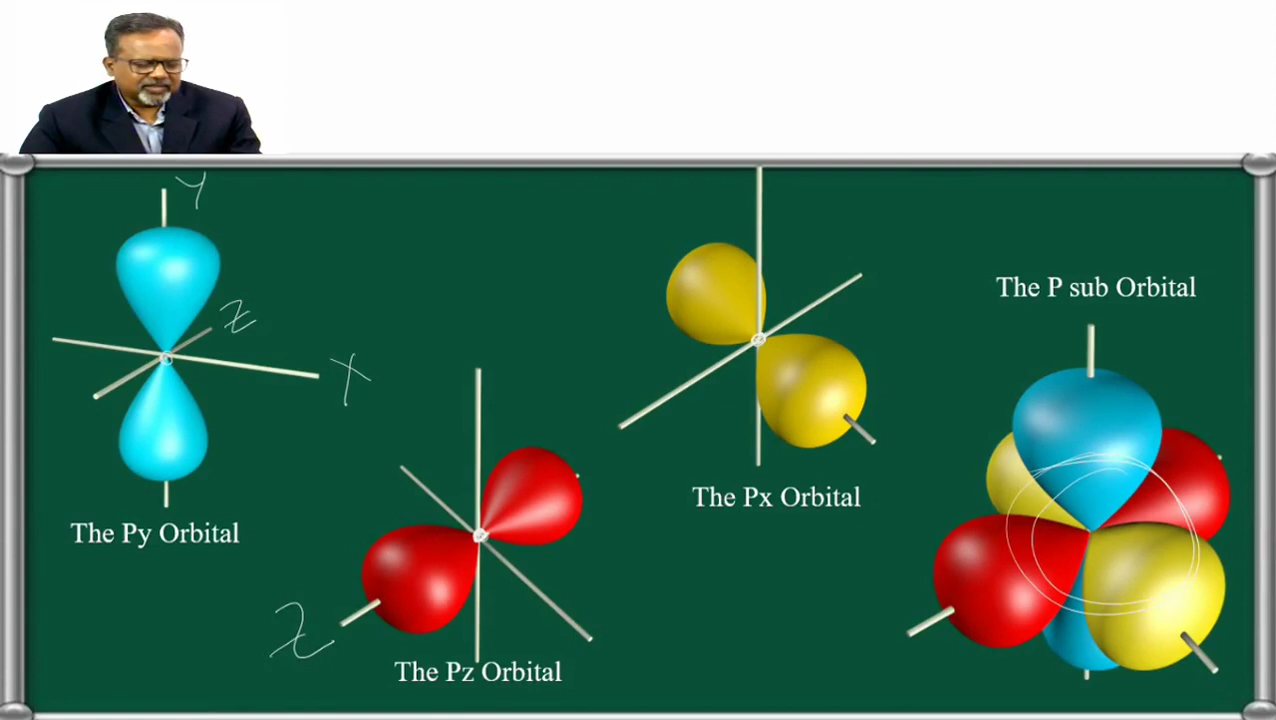 Y
Z
X
The Py Orbital
Z
The Pz Orbital
The Px Orbital
The P sub Orbital